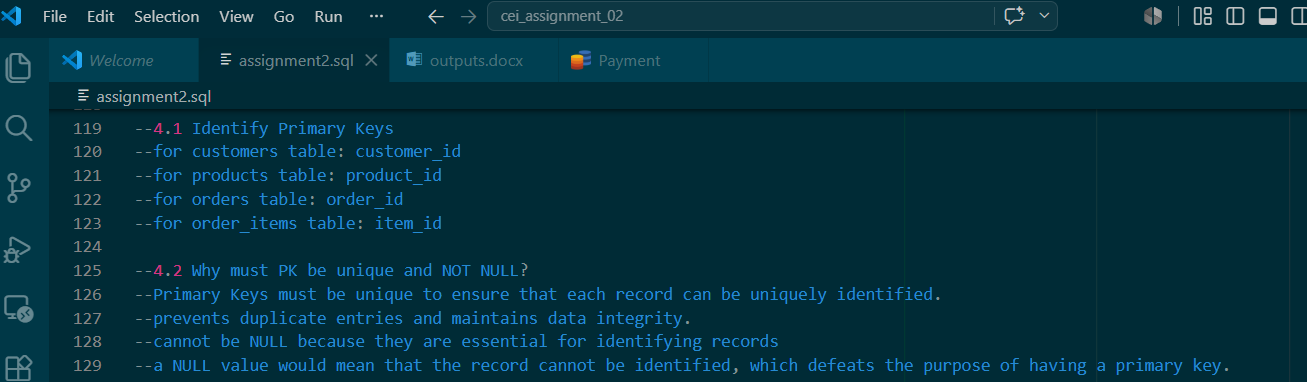 File Edit Selection View Go Run ···
cei_assignment_02
Welcome
assignment2.sql
outputs.docx
Payment
assignment2.sql
119 --4.1 Identify Primary Keys
120 --for customers table: customer_id
121 --for products table: product_id
122 --for orders table: order_id
123 --for order_items table: item_id
124
125 --4.2 Why must PK be unique and NOT NULL?
126 --Primary Keys must be unique to ensure that each record can be uniquely identified.
127 --prevents duplicate entries and maintains data integrity.
128 --cannot be NULL because they are essential for identifying records
129 --a NULL value would mean that the record cannot be identified, which defeats the purpose of having a primary key.